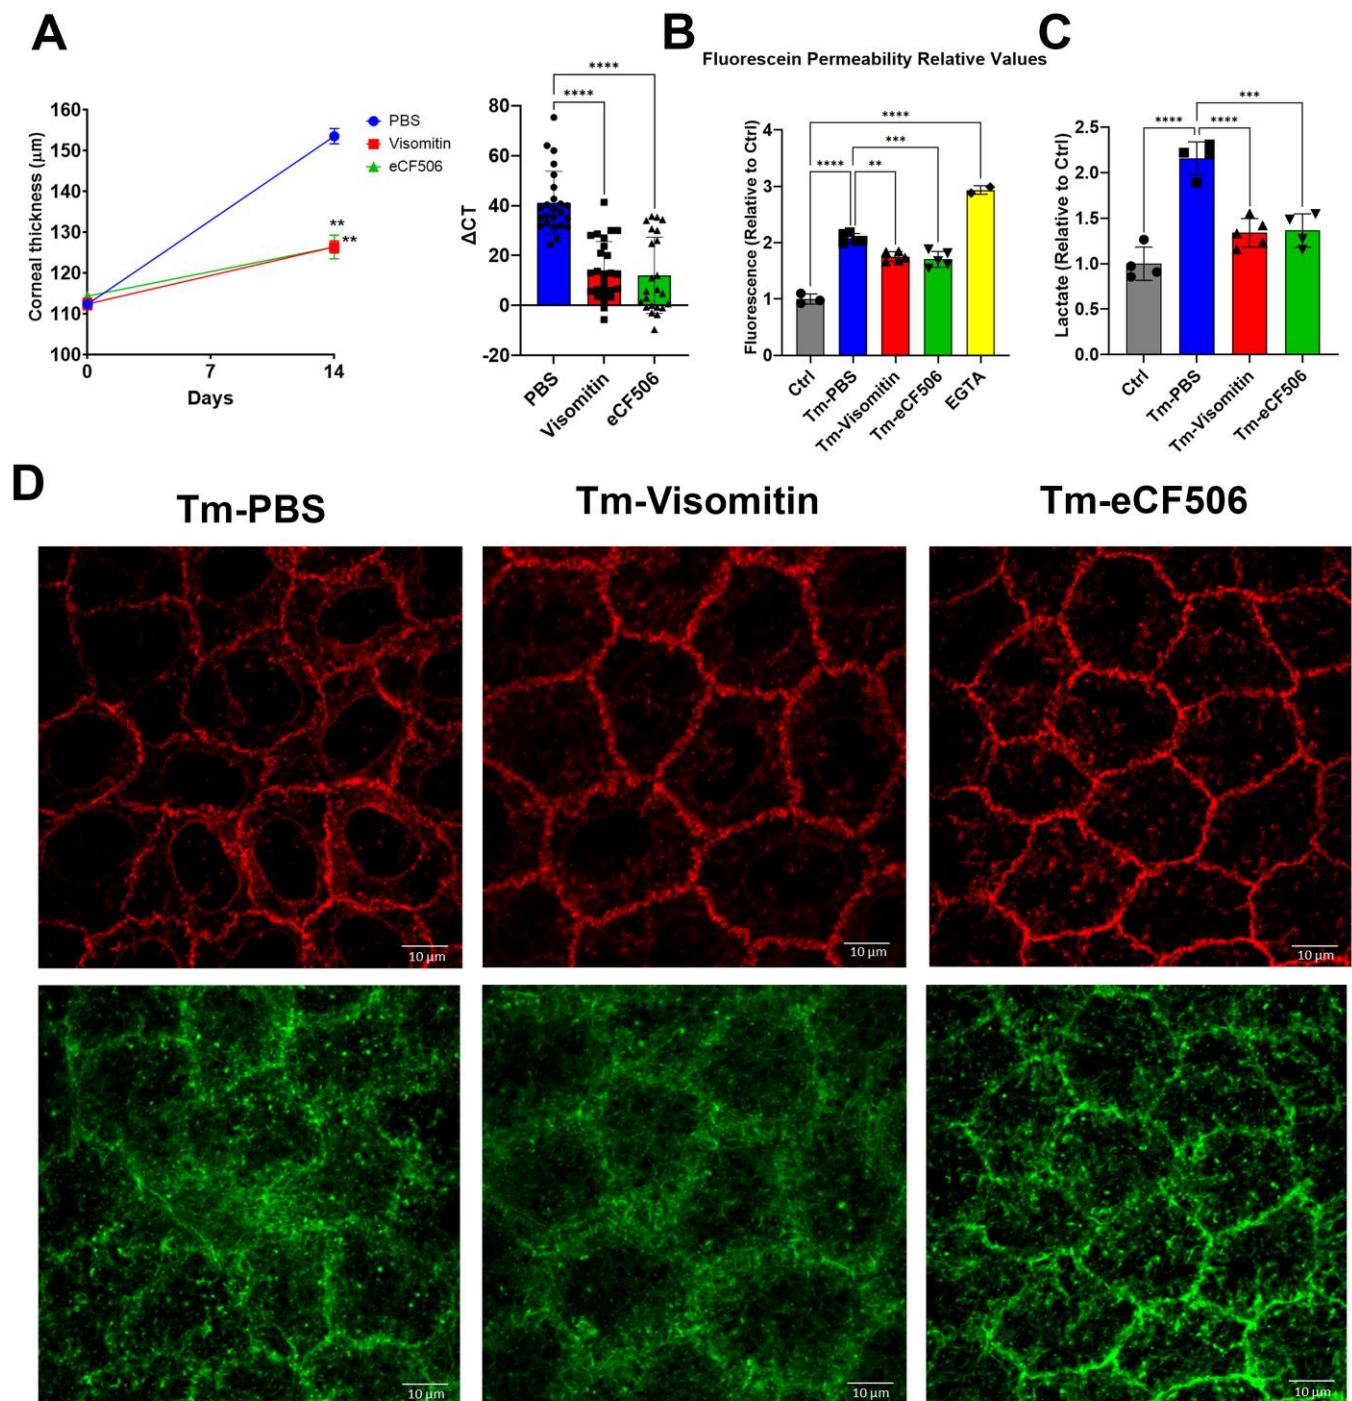 A
160
150
140
130
120
110
100
Corneal thickness (μm)
0
7
14
Days
PBS
Visomitin
eCF506
**
**
80
60
40
20
0
-20
ΔCT
****
****
PBS
Visomitin
eCF506
B
Fluorescein Permeability Relative Values
4
3
2
1
0
Fluorescence (Relative to Ctrl)
****
***
****
**
Ctrl
Tm-PBS
Tm-Visomitin
Tm-eCF506
EGTA
C
2.5
2.0
1.5
1.0
0.5
0.0
Lactate (Relative to Ctrl)
***
****
****
Ctrl
Tm-PBS
Tm-Visomitin
Tm-eCF506
D
Tm-PBS
Tm-Visomitin
Tm-eCF506
10 μm
10 μm
10 μm
10 μm
10 μm
10 μm